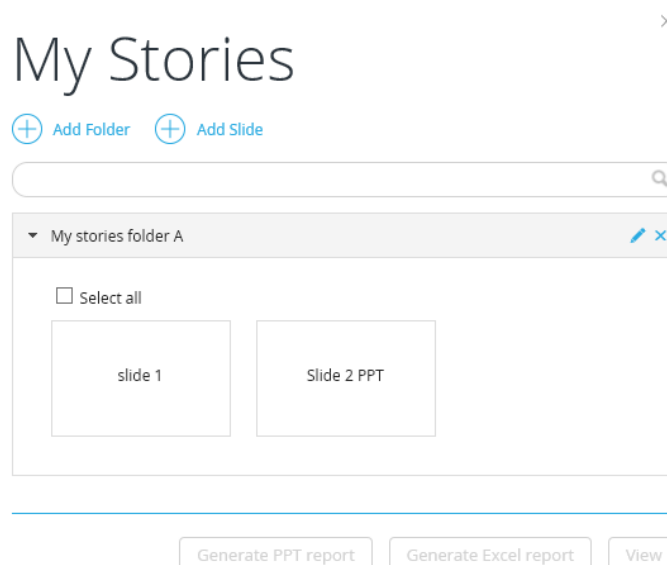 My Stories
Add Folder Add Slide
My stories folder A
Select all
slide 1 Slide 2 PPT
Generate PPT report Generate Excel report View